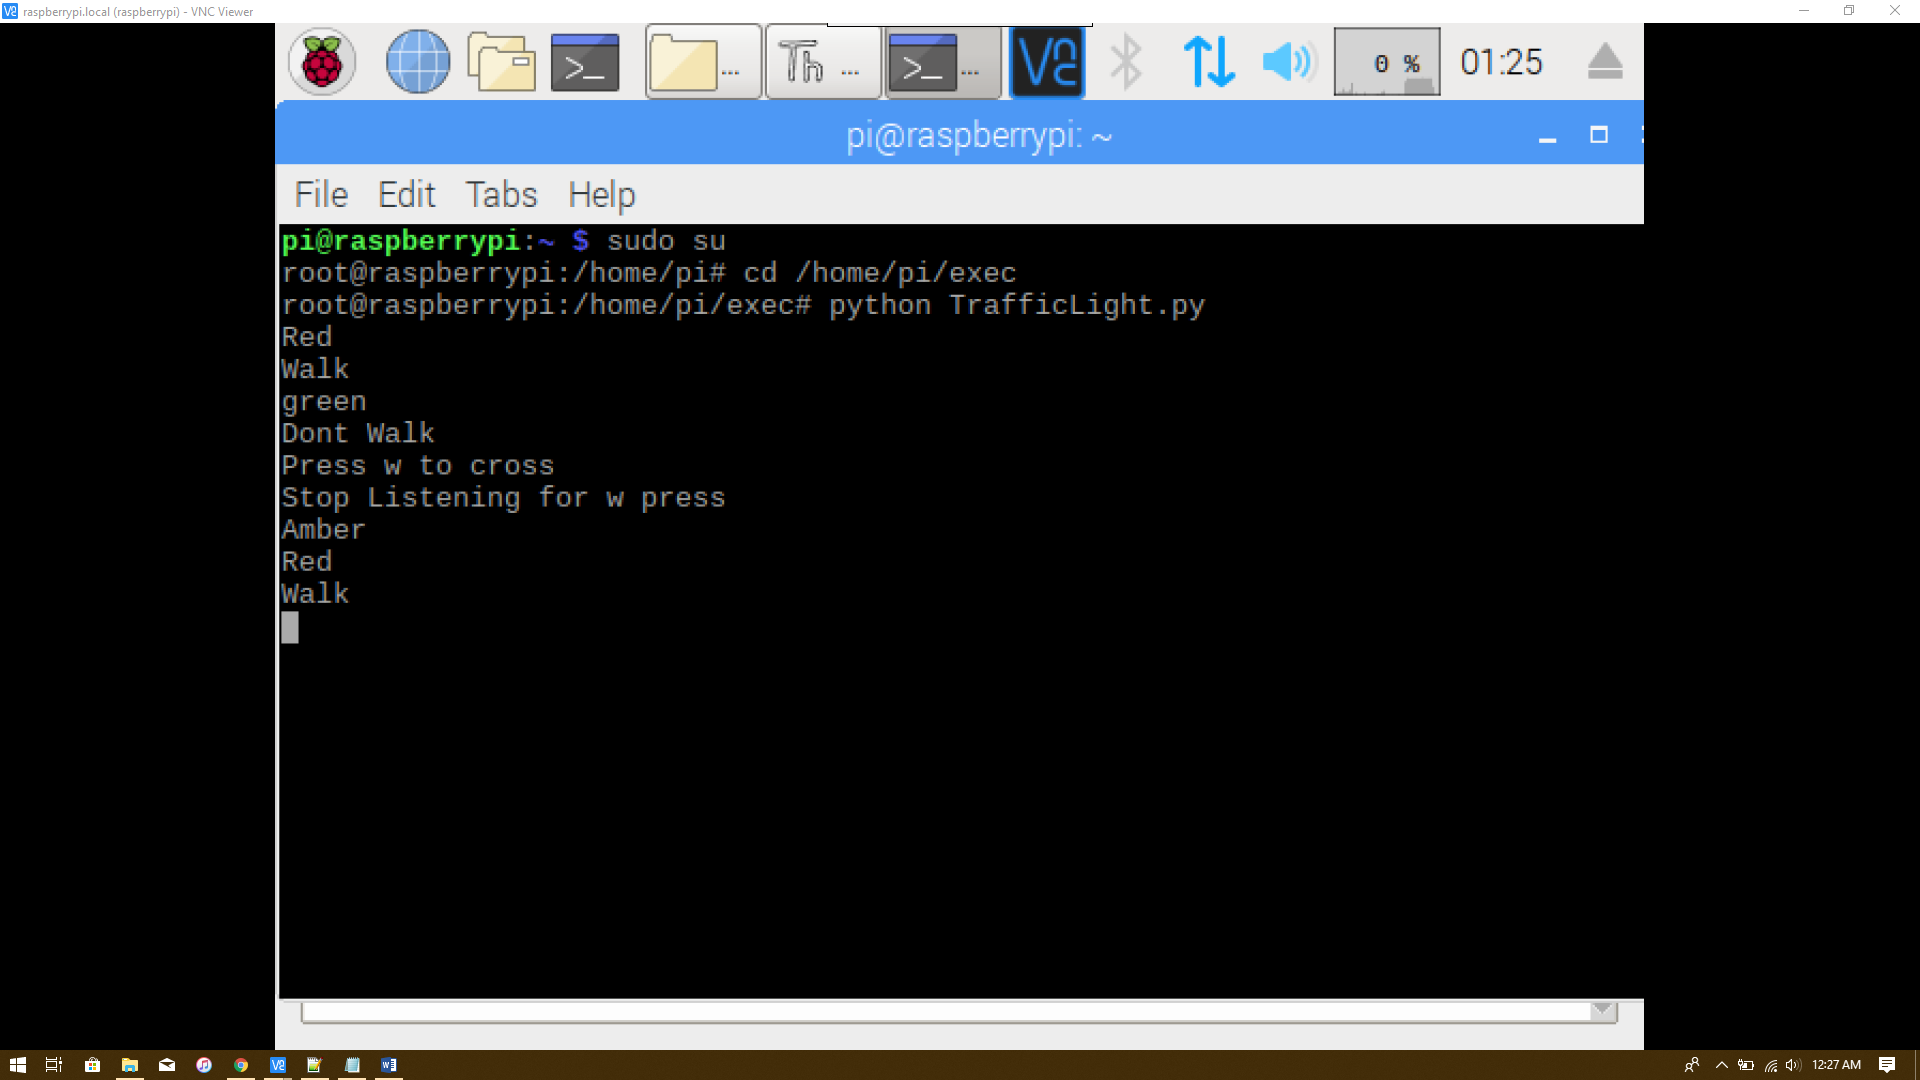 raspberrypi.local (raspberrypi) - VNC Viewer
0 % 01:25
pi@raspberrypi: ~
File Edit Tabs Help
pi@raspberrypi:~ $ sudo su
root@raspberrypi:/home/pi# cd /home/pi/exec
root@raspberrypi:/home/pi/exec# python TrafficLight.py
Red
Walk
green
Dont Walk
Press w to cross
Stop Listening for w press
Amber
Red
Walk
12:27 AM